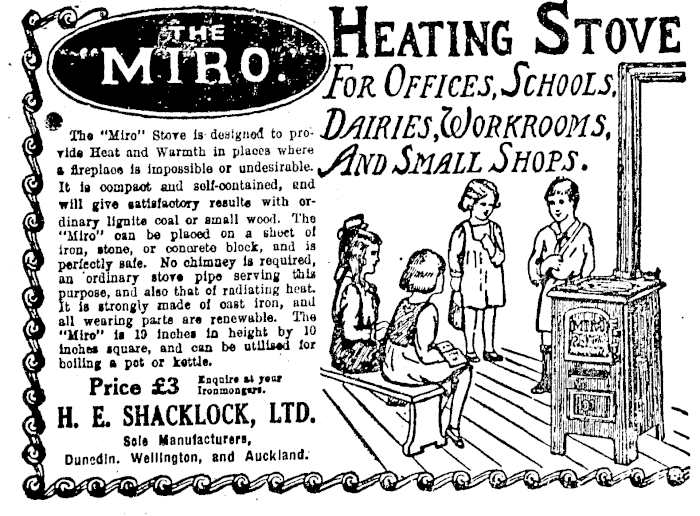 THE
"MIRO."
HEATING STOVE
FOR OFFICES, SCHOOLS,
DAIRIES, WORKROOMS,
AND SMALL SHOPS.
The "Miro" Stove is designed to pro-
vide Heat and Warmth in places where
a fireplace is impossible or undesirable.
It is compact and self-contained, and
will give satisfactory results with or-
dinary lignite coal or small wood. The
"Miro" can be placed on a sheet of
iron, stone, or concrete block, and is
perfectly safe. No chimney is required,
an ordinary stove pipe serving this
purpose, and also that of radiating heat.
It is strongly made of cast iron, and
all wearing parts are renewable. The
"Miro" is 19 inches in height by 10
inches square, and can be utilised for
boiling a pot or kettle.
Price £3
Enquire at your
Ironmongers.
H. E. SHACKLOCK, LTD.
Sole Manufacturers,
Dunedin, Wellington, and Auckland.
MIRO